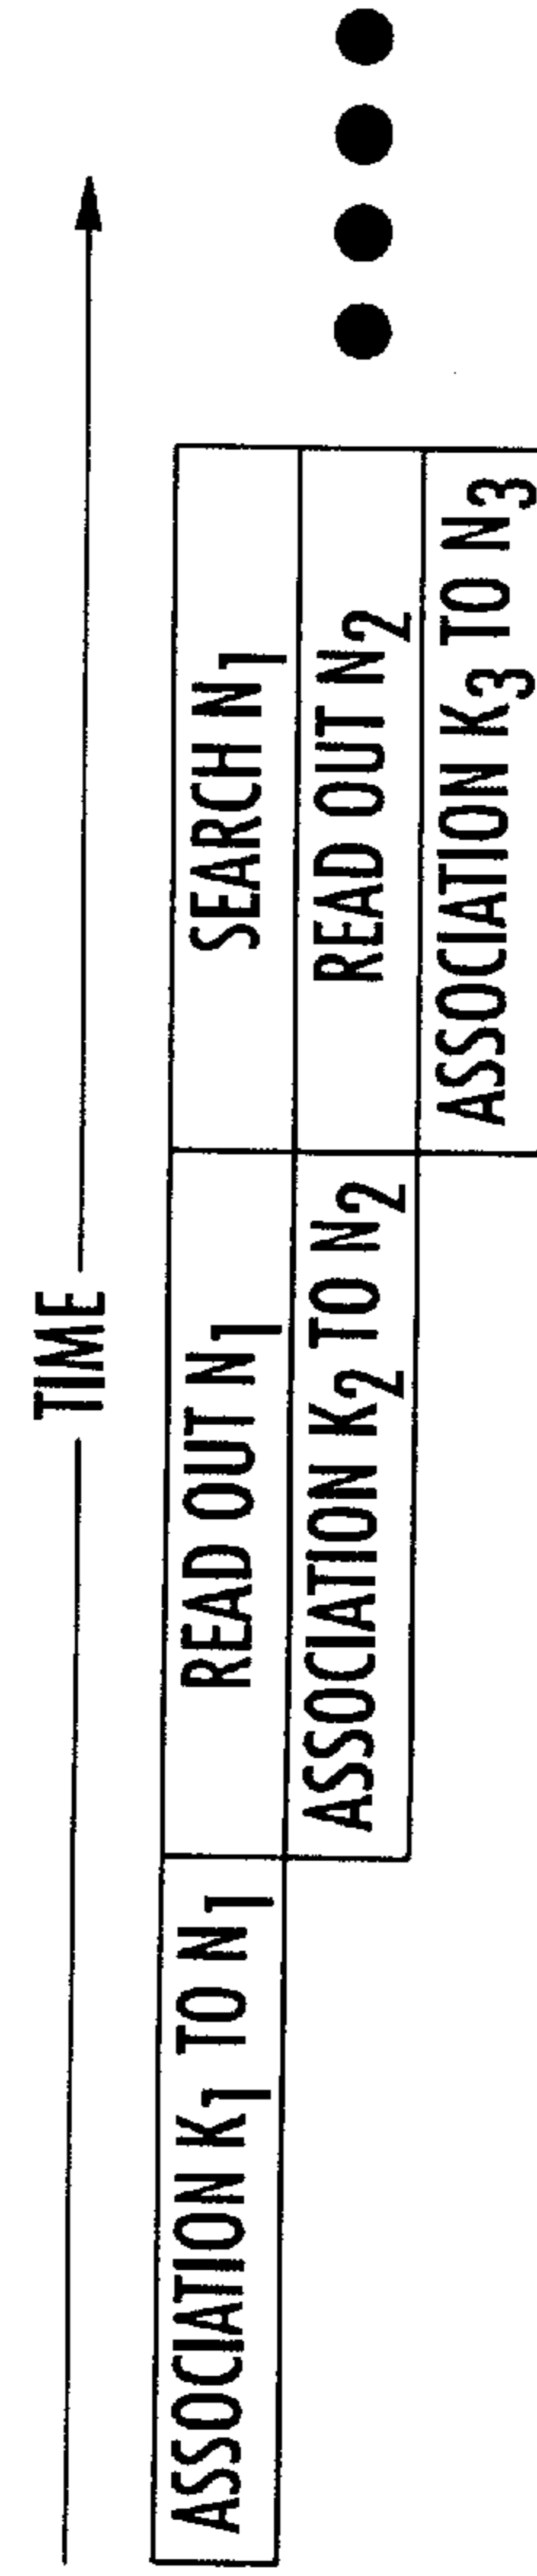 TIME
ASSOCIATION K₁ TO N₁
READ OUT N₁
SEARCH N₁
ASSOCIATION K₂ TO N₂
READ OUT N₂
ASSOCIATION K₃ TO N₃